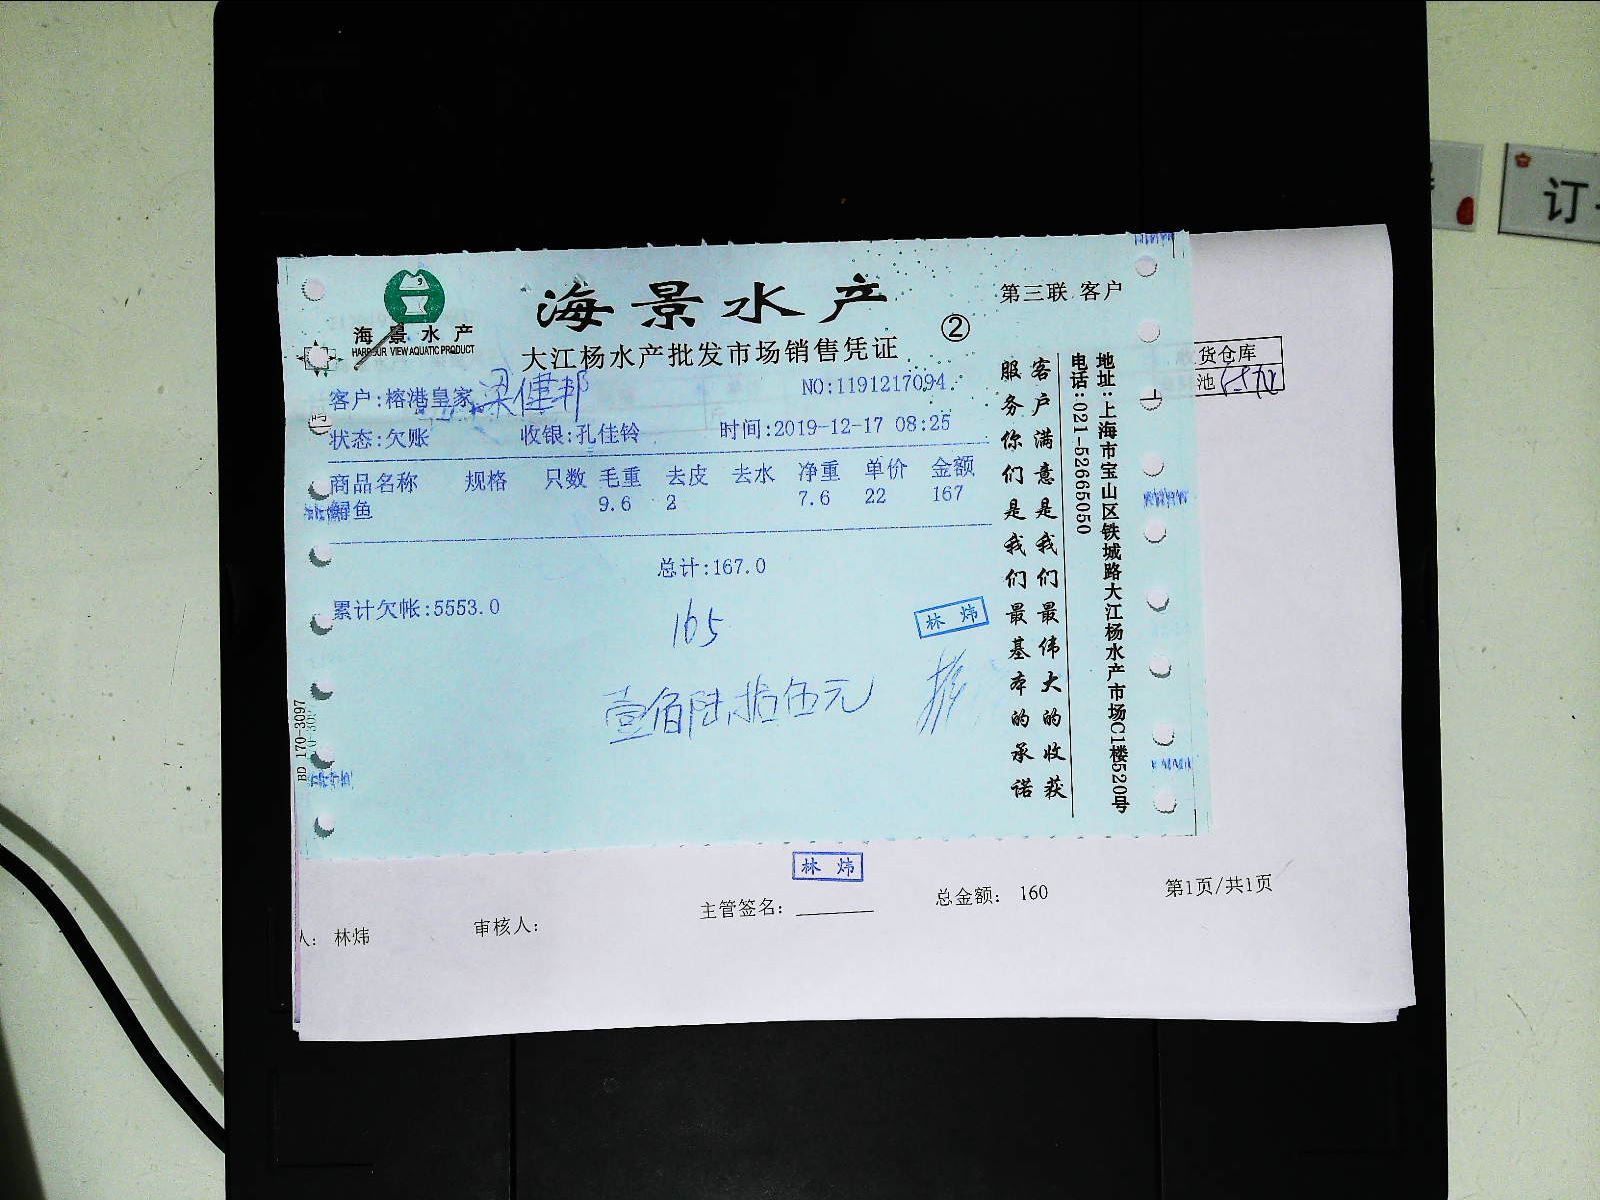 海景水产
HARBOUR VIEW AQUATIC PRODUCT
海景水产
大江杨水产批发市场销售凭证
②
第三联 客户
客户:榕港皇家 梁健邦
NO:1191217094
状态:欠账 收银:孔佳铃 时间:2019-12-17 08:25
商品名称 规格 只数 毛重 去皮 去水 净重 单价 金额
鲟鱼 9.6 2 7.6 22 167
总计:167.0
累计欠帐:5553.0
165
林炜
壹佰陆拾伍元
客户满意是我们最伟大的收获
服务你们是我们最基本的承诺
地址:上海市宝山区铁城路大江杨水产市场C1楼520号
电话:021-52665050
BD 170-3097
货仓库
池
林炜
人: 林炜 审核人: 主管签名: 总金额: 160 第1页/共1页
订